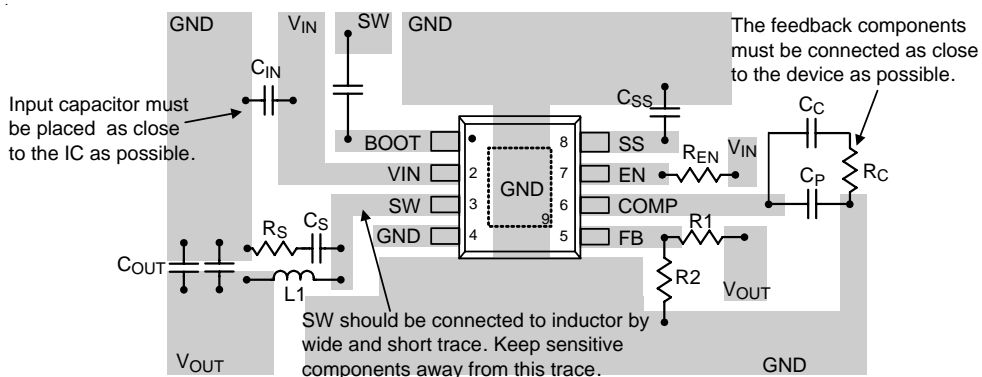 GND
VIN
SW
GND
The feedback components
must be connected as close
to the device as possible.
CIN
Input capacitor must
be placed as close
to the IC as possible.
CSS
CC
BOOT
8
SS
REN
VIN
VIN
2
7
EN
CP
RC
GND
SW
3
6
COMP
9
RS
CS
GND
4
5
FB
R1
COUT
R2
L1
VOUT
SW should be connected to inductor by
wide and short trace. Keep sensitive
components away from this trace.
VOUT
GND